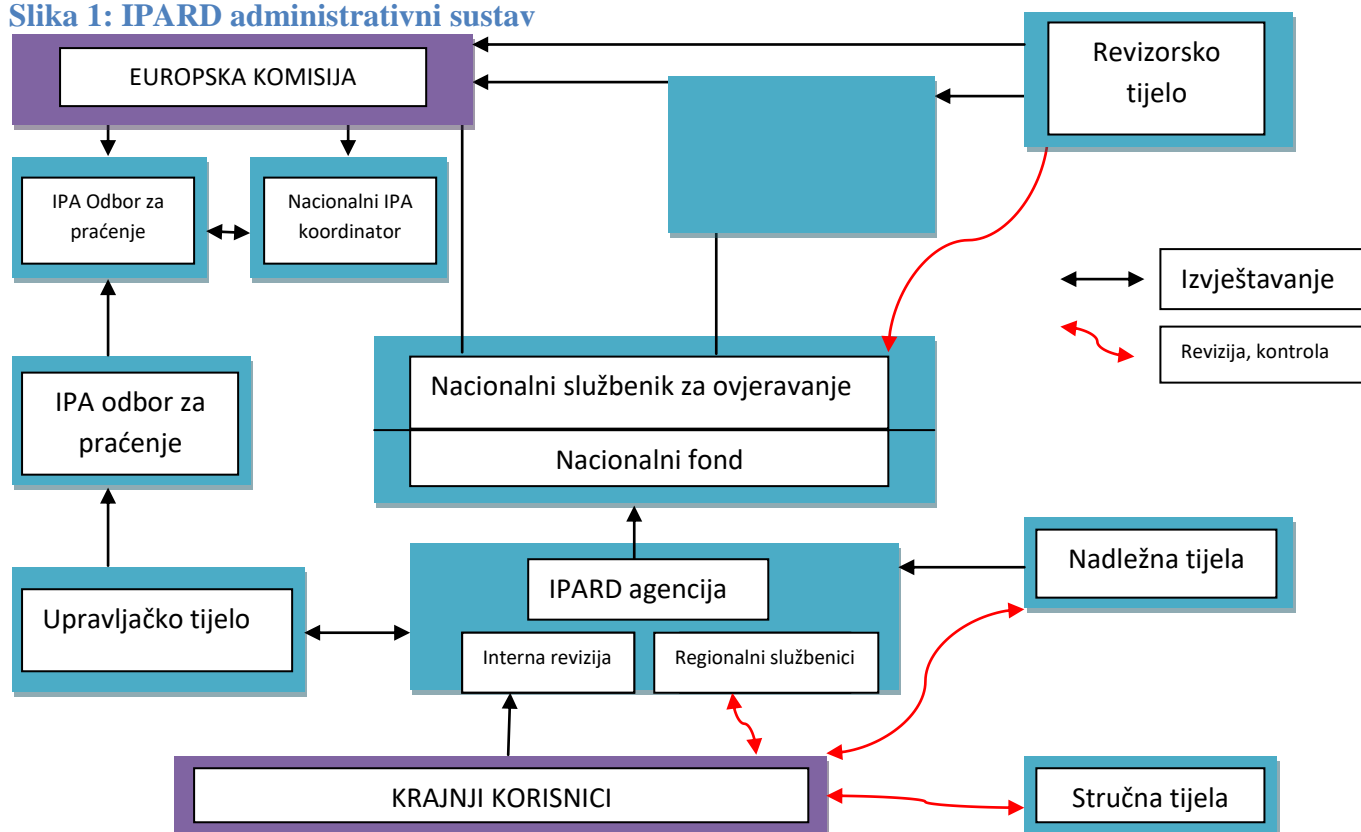 Slika 1: IPARD administrativni sustav
EUROPSKA KOMISIJA
Revizorsko
tijelo
IPA Odbor za
praćenje
Nacionalni IPA
koordinator
Izvještavanje
Revizija, kontrola
IPA odbor za
praćenje
Nacionalni službenik za ovjeravanje
Nacionalni fond
Upravljačko tijelo
IPARD agencija
Interna revizija
Regionalni službenici
Nadležna tijela
KRAJNJI KORISNICI
Stručna tijela